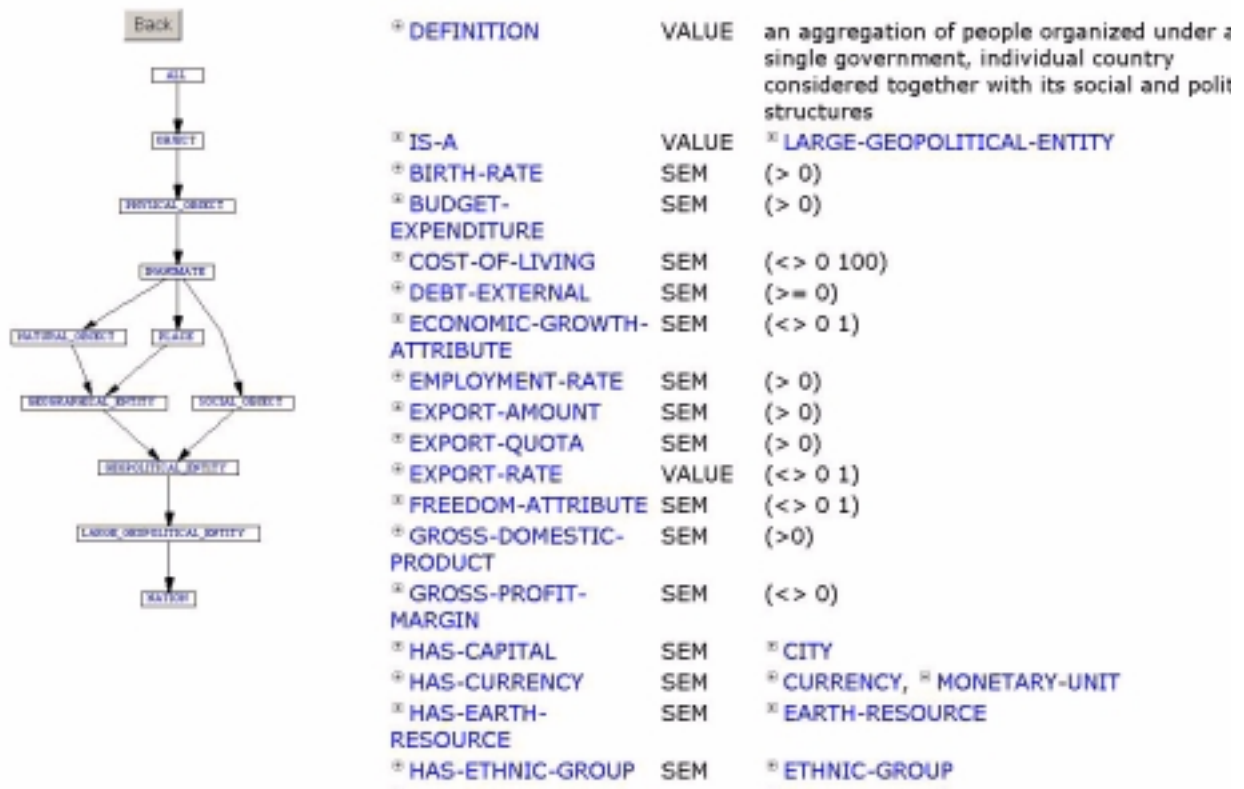 Back
ALL
OBJECT
PHYSICAL_OBJECT
INANIMATE
NATURAL_OBJECT PLACE
GEOGRAPHICAL_ENTITY SOCIAL_OBJECT
GEOPOLITICAL_ENTITY
LARGE_GEOPOLITICAL_ENTITY
NATION
DEFINITION VALUE an aggregation of people organized under a
single government, individual country
considered together with its social and polit
structures
IS-A VALUE LARGE-GEOPOLITICAL-ENTITY
BIRTH-RATE SEM (> 0)
BUDGET- SEM (> 0)
EXPENDITURE
COST-OF-LIVING SEM (<> 0 100)
DEBT-EXTERNAL SEM (>= 0)
ECONOMIC-GROWTH- SEM (<> 0 1)
ATTRIBUTE
EMPLOYMENT-RATE SEM (> 0)
EXPORT-AMOUNT SEM (> 0)
EXPORT-QUOTA SEM (> 0)
EXPORT-RATE VALUE (<> 0 1)
FREEDOM-ATTRIBUTE SEM (<> 0 1)
GROSS-DOMESTIC- SEM (>0)
PRODUCT
GROSS-PROFIT- SEM (<> 0)
MARGIN
HAS-CAPITAL SEM CITY
HAS-CURRENCY SEM CURRENCY, MONETARY-UNIT
HAS-EARTH- SEM EARTH-RESOURCE
RESOURCE
HAS-ETHNIC-GROUP SEM ETHNIC-GROUP